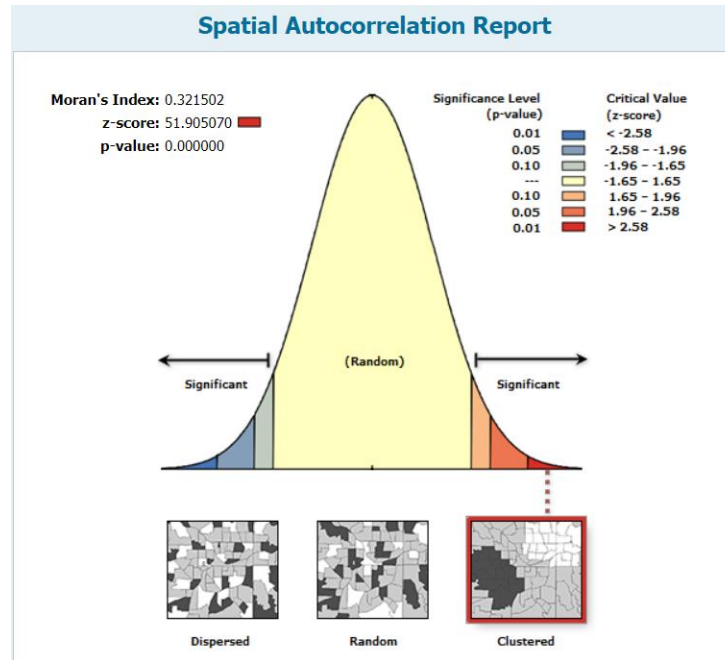 Spatial Autocorrelation Report
Moran's Index: 0.321502
z-score: 51.905070
p-value: 0.000000
Significance Level (p-value)
Critical Value (z-score)
0.01 < -2.58
0.05 -2.58 – -1.96
0.10 -1.96 – -1.65
--- -1.65 – 1.65
0.10 1.65 – 1.96
0.05 1.96 – 2.58
0.01 > 2.58
(Random)
Significant
Significant
Dispersed
Random
Clustered